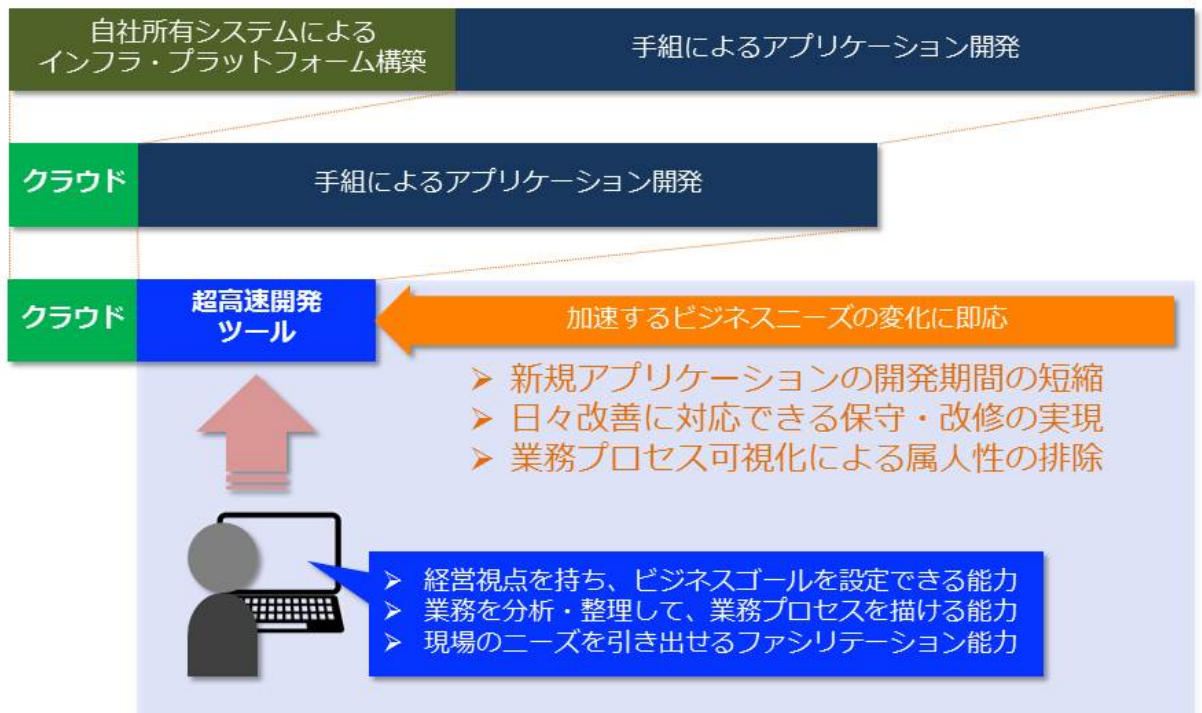 自社所有システムによる
インフラ・プラットフォーム構築
手組によるアプリケーション開発
クラウド
手組によるアプリケーション開発
クラウド
超高速開発
ツール
加速するビジネスニーズの変化に即応
➢ 新規アプリケーションの開発期間の短縮
➢ 日々改善に対応できる保守・改修の実現
➢ 業務プロセス可視化による属人性の排除
➢ 経営視点を持ち、ビジネスゴールを設定できる能力
➢ 業務を分析・整理して、業務プロセスを描ける能力
➢ 現場のニーズを引き出せるファシリテーション能力